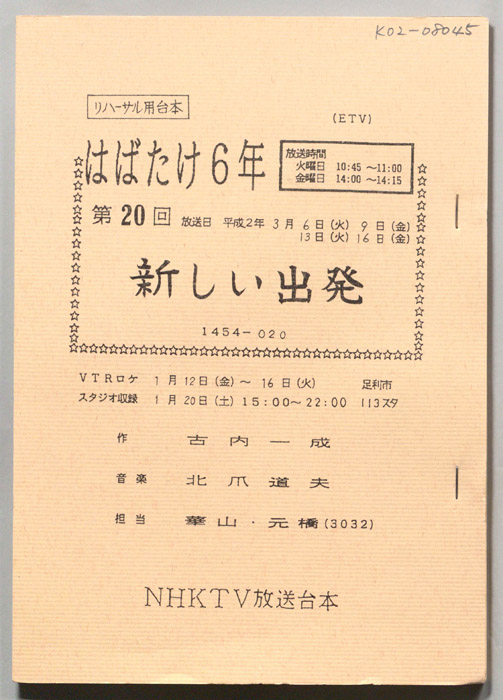 K02-08045
リハーサル用台本
(ETV)
はばたけ6年
放送時間
火曜日 10:45 ～11:00
金曜日 14:00 ～14:15
第20回 放送日 平成2年 3月 6日(火) 9日(金)
13日(火) 16日(金)
新しい出発
1454-020
VTRロケ 1月12日(金)～ 16日(火) 足利市
スタジオ収録 1月20日(土) 15:00～22:00 113スタ
作 古内一成
音楽 北爪道夫
担当 華山・元橋(3032)
NHKTV放送台本